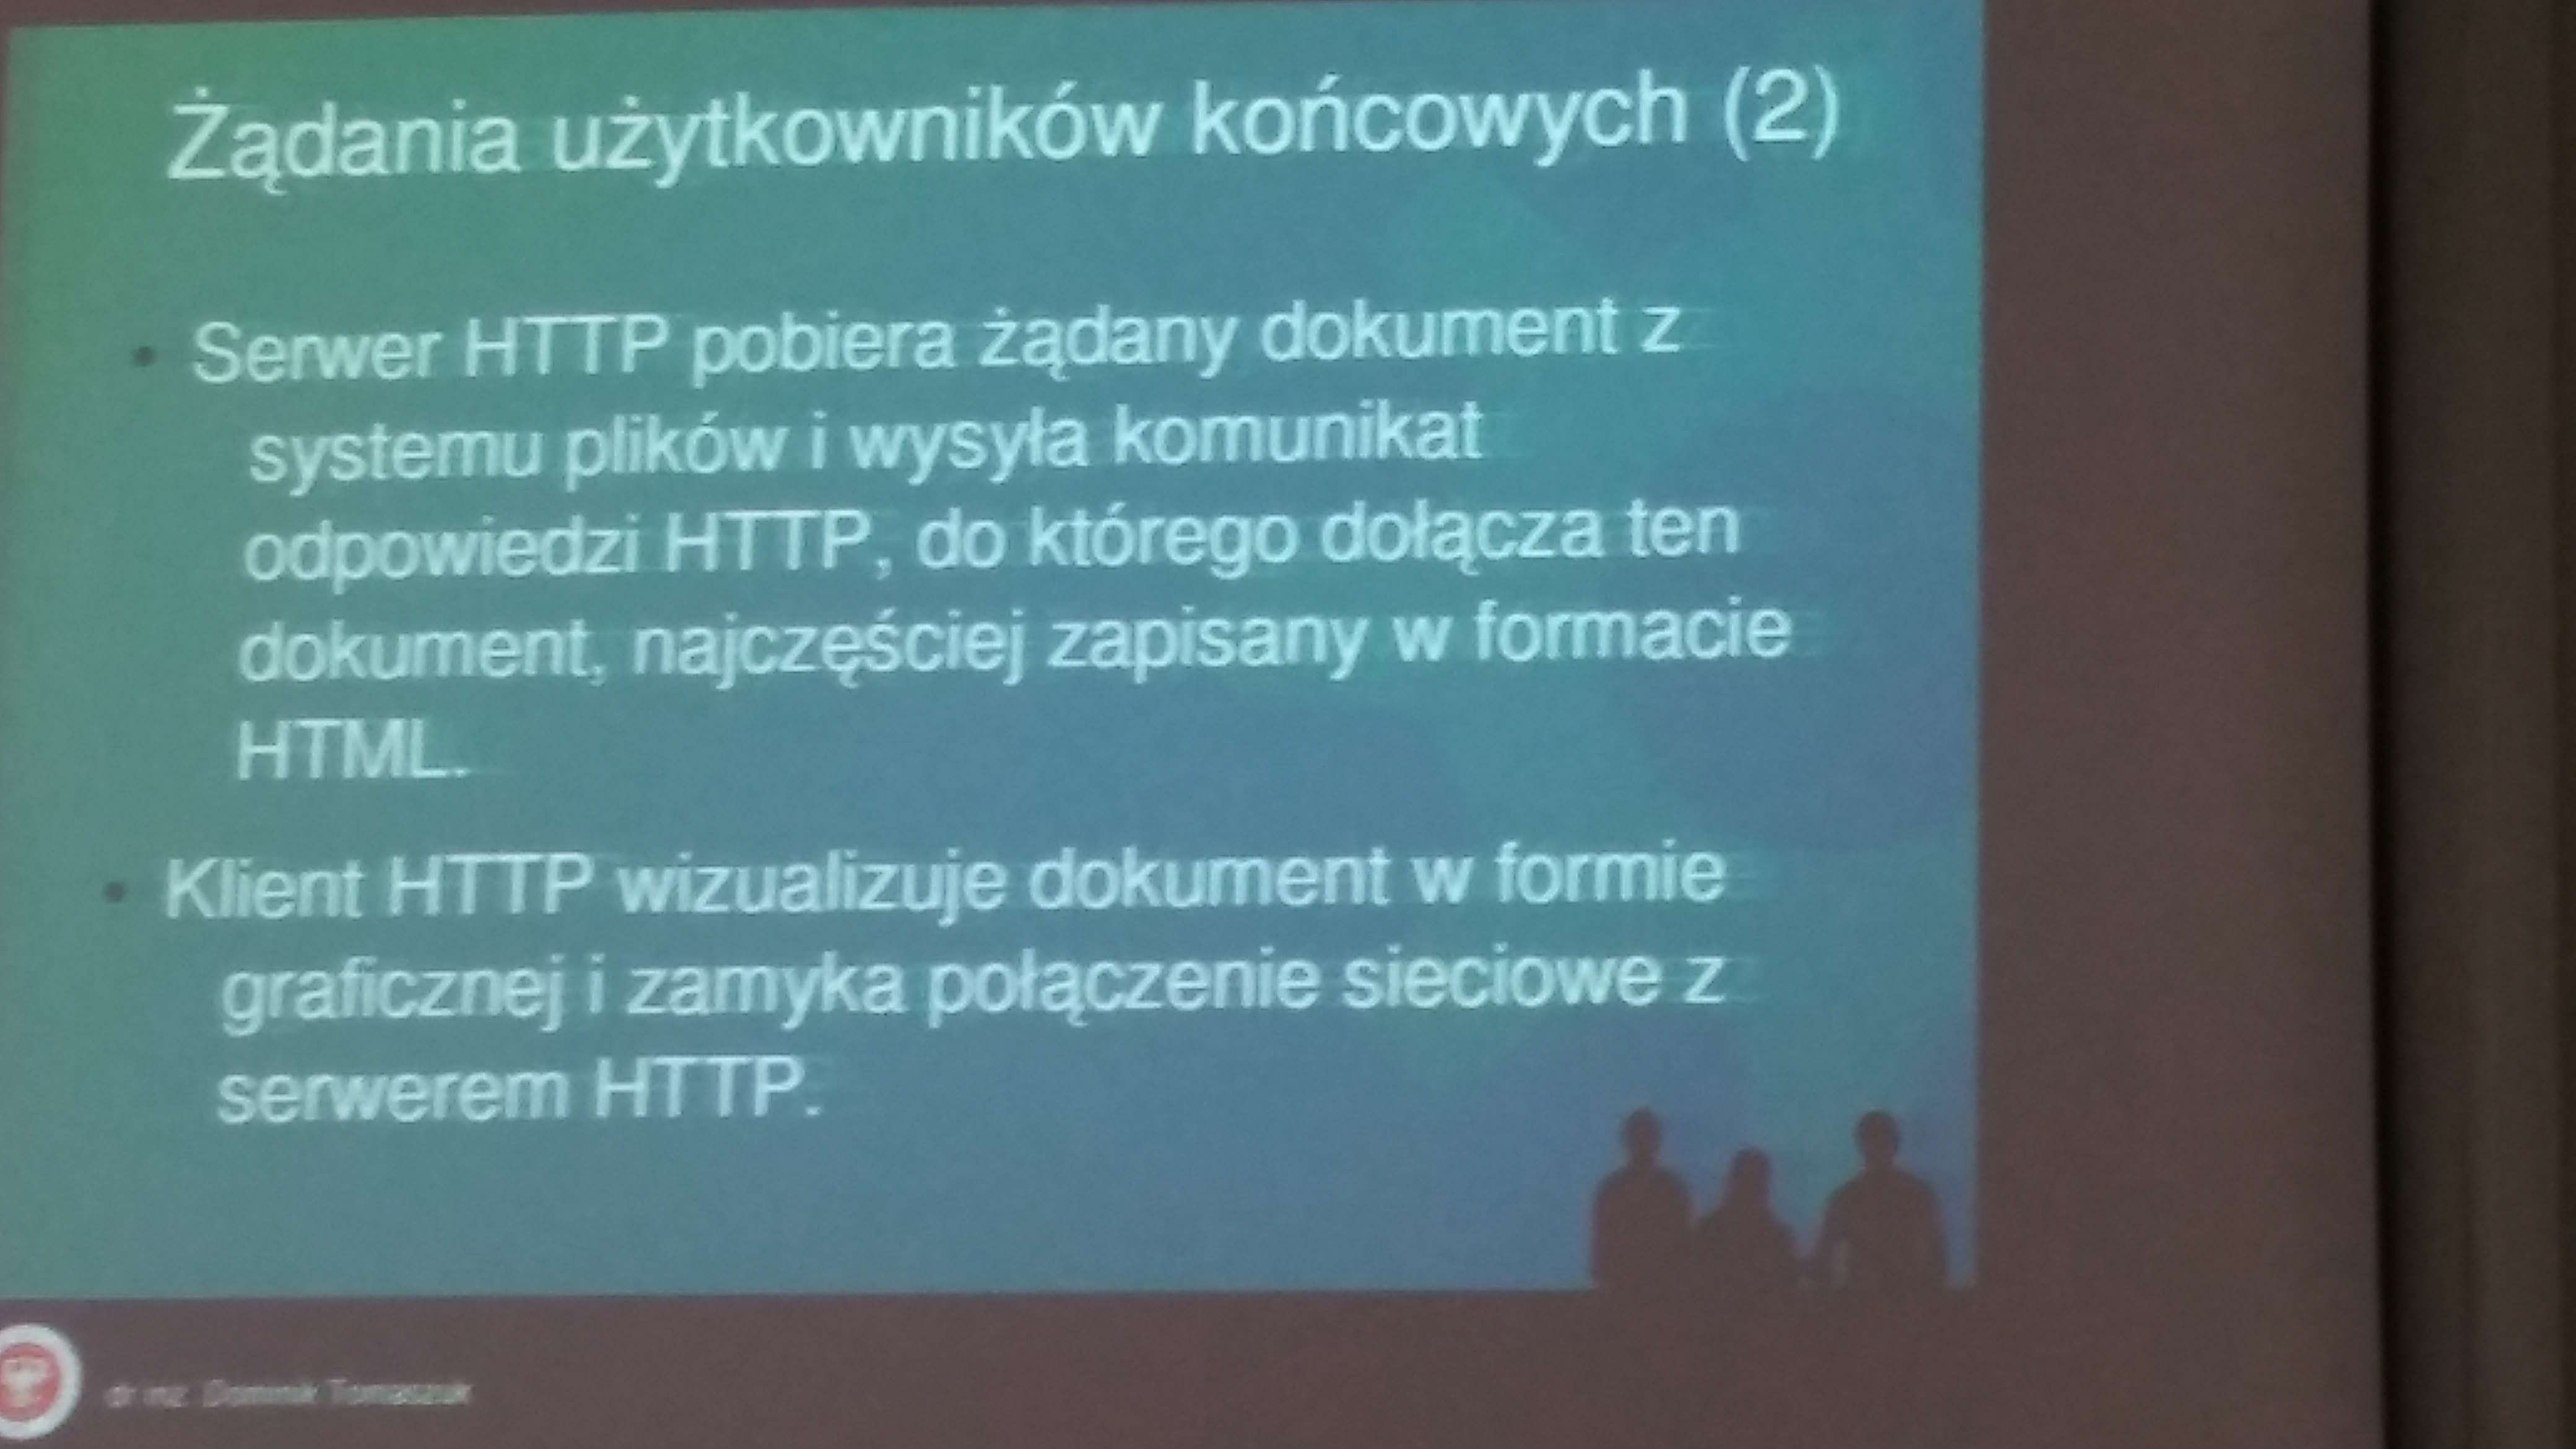 Żądania użytkowników końcowych (2)
• Serwer HTTP pobiera żądany dokument z
systemu plików i wysyła komunikat
odpowiedzi HTTP, do którego dołącza ten
dokument, najczęściej zapisany w formacie
HTML.
• Klient HTTP wizualizuje dokument w formie
graficznej i zamyka połączenie sieciowe z
serwerem HTTP.
dr inż. Dominik Tomaszuk